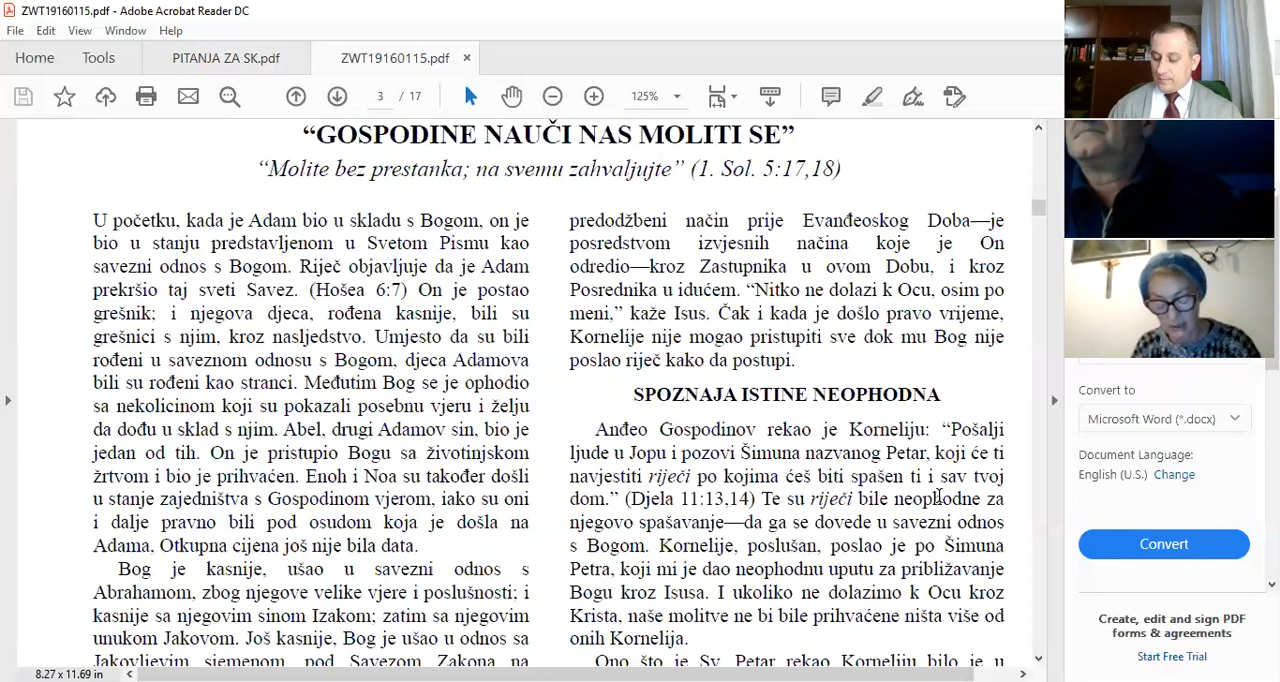 ZWT19160115.pdf - Adobe Acrobat Reader DC
File Edit View Window Help
Home Tools PITANJA ZA SK.pdf ZWT19160115.pdf ×
3 / 17 125%
“GOSPODINE NAUČI NAS MOLITI SE”
“Molite bez prestanka; na svemu zahvaljujte” (1. Sol. 5:17,18)
U početku, kada je Adam bio u skladu s Bogom, on je
bio u stanju predstavljenom u Svetom Pismu kao
savezni odnos s Bogom. Riječ objavljuje da je Adam
prekršio taj sveti Savez. (Hošea 6:7) On je postao
grešnik; i njegova djeca, rođena kasnije, bili su
grešnici s njim, kroz nasljedstvo. Umjesto da su bili
rođeni u saveznom odnosu s Bogom, djeca Adamova
bili su rođeni kao stranci. Međutim Bog se je ophodio
sa nekolicinom koji su pokazali posebnu vjeru i želju
da dođu u sklad s njim. Abel, drugi Adamov sin, bio je
jedan od tih. On je pristupio Bogu sa životinjskom
žrtvom i bio je prihvaćen. Enoh i Noa su također došli
u stanje zajedništva s Gospodinom vjerom, iako su oni
i dalje pravno bili pod osudom koja je došla na
Adama, Otkupna cijena još nije bila data.
Bog je kasnije, ušao u savezni odnos s
Abrahamom, zbog njegove velike vjere i poslušnosti; i
kasnije sa njegovim sinom Izakom; zatim sa njegovim
unukom Jakovom. Još kasnije, Bog je ušao u odnos sa
Jakovljevim sjemenom, pod Savezom Zakona na
predodžbeni način prije Evanđeoskog Doba—je
posredstvom izvjesnih načina koje je On
odredio—kroz Zastupnika u ovom Dobu, i kroz
Posrednika u idućem. “Nitko ne dolazi k Ocu, osim po
meni,” kaže Isus. Čak i kada je došlo pravo vrijeme,
Kornelije nije mogao pristupiti sve dok mu Bog nije
poslao riječ kako da postupi.
SPOZNAJA ISTINE NEOPHODNA
Anđeo Gospodinov rekao je Korneliju: “Pošalji
ljude u Jopu i pozovi Šimuna nazvanog Petar, koji će ti
navjestiti riječi po kojima ćeš biti spašen ti i sav tvoj
dom.” (Djela 11:13,14) Te su riječi bile neophodne za
njegovo spašavanje—da ga se dovede u savezni odnos
s Bogom. Kornelije, poslušan, poslao je po Šimuna
Petra, koji mi je dao neophodnu uputu za približavanje
Bogu kroz Isusa. I ukoliko ne dolazimo k Ocu kroz
Krista, naše molitve ne bi bile prihvaćene ništa više od
onih Kornelija.
Ono što je Sv. Petar rekao Korneliju bilo je u
8.27 x 11.69 in
Convert to
Microsoft Word (*.docx)
Document Language:
English (U.S.) Change
Convert
Create, edit and sign PDF
forms & agreements
Start Free Trial